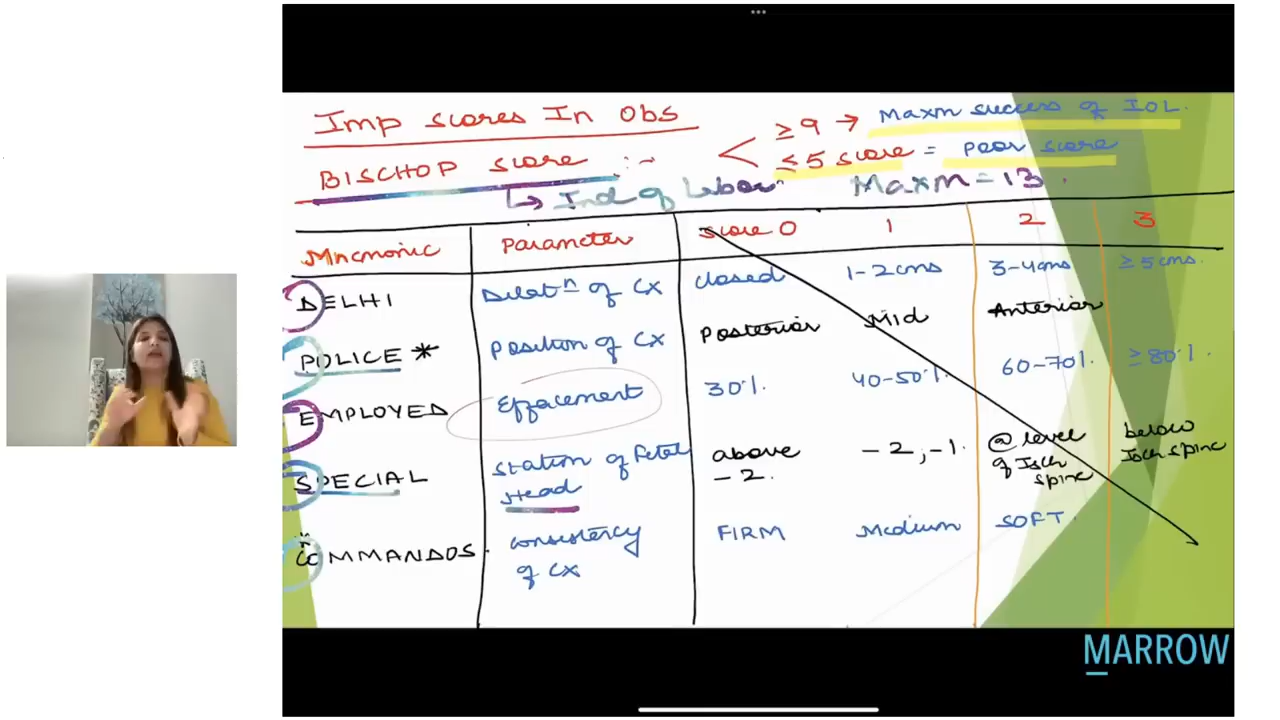 Imp scores In Obs
≥9 → Maxm success of IOL.
BISCHOP score :-
≤5 score = poor score
↳ Ind of Labor Maxm = 13.
Mnemonic Parameter score 0 1 2 3
DELHI Dilatn of CX closed 1-2cms 3-4cms ≥5cms.
POLICE * Position of CX Posterior Mid Anterior
EMPLOYED Effacement 30% 40-50% 60-70% ≥80%.
SPECIAL station of Fetal Head above -2. -2, -1. @ level of Isch spine below Isch spine
COMMANDOS. consistency of CX FIRM Medium SOFT
MARROW